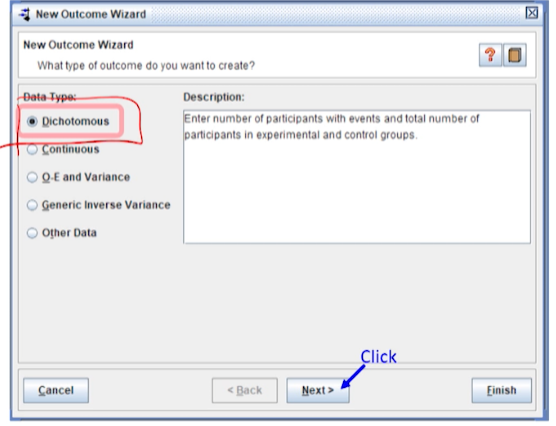 New Outcome Wizard
New Outcome Wizard
What type of outcome do you want to create?
Data Type:
Description:
Dichotomous
Enter number of participants with events and total number of
participants in experimental and control groups.
Continuous
O-E and Variance
Generic Inverse Variance
Other Data
Click
Cancel
< Back
Next >
Finish